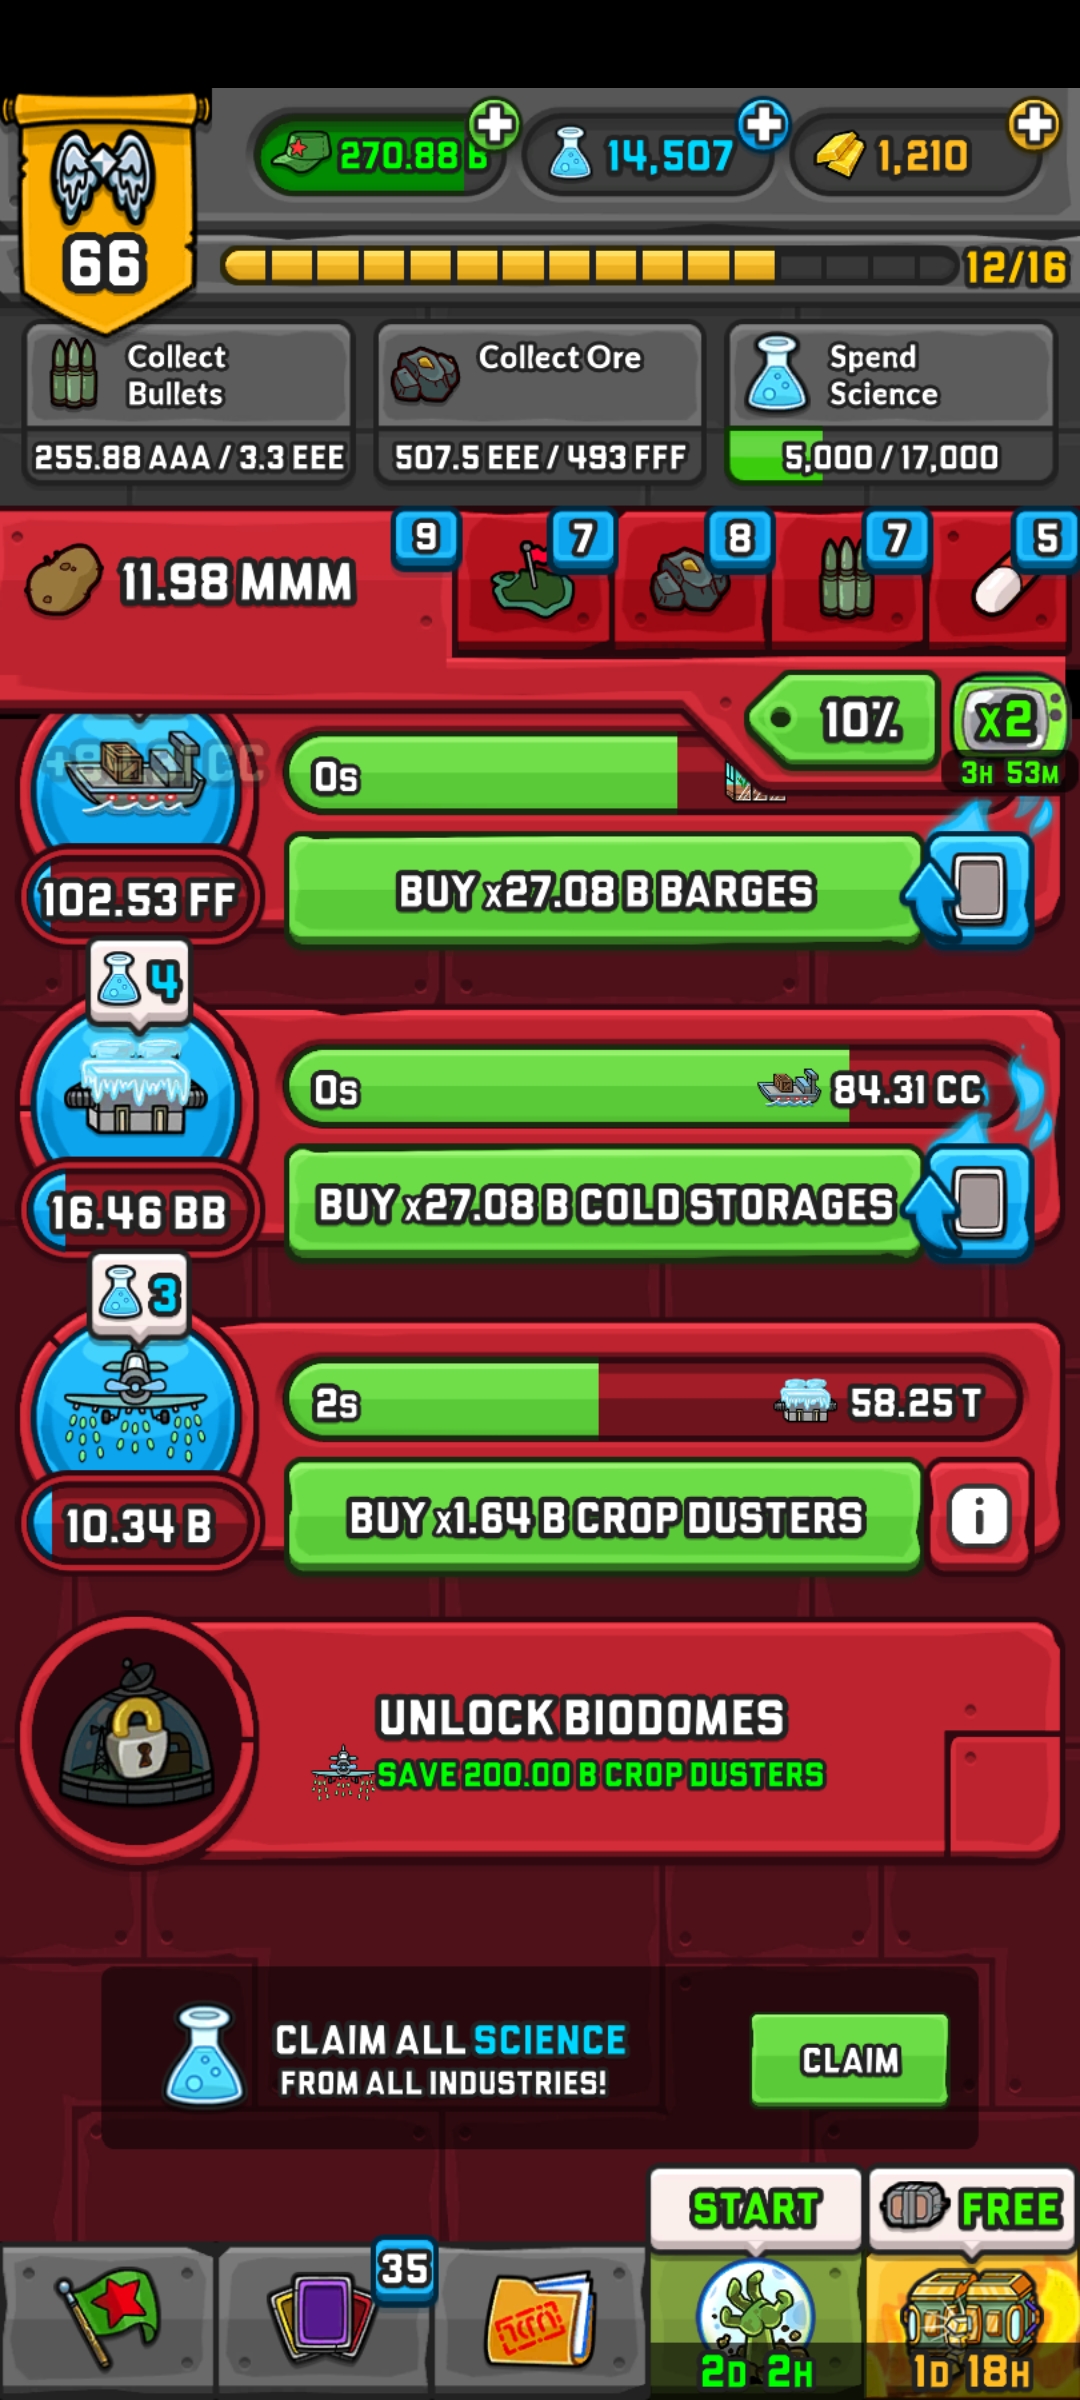 270.88 B
14,507
1,210
66
12/16
Collect
Bullets
Collect Ore
Spend
Science
255.88 AAA / 3.3 EEE
507.5 EEE / 493 FFF
5,000 / 17,000
11.98 MMM
9
7
8
7
5
10%
x2
3H 53M
0s
102.53 FF
BUY x27.08 B BARGES
4
0s
84.31 CC
16.46 BB
BUY x27.08 B COLD STORAGES
3
2s
58.25 T
10.34 B
BUY x1.64 B CROP DUSTERS
i
UNLOCK BIODOMES
SAVE 200.00 B CROP DUSTERS
CLAIM ALL SCIENCE
FROM ALL INDUSTRIES!
CLAIM
START
FREE
35
2D 2H
1D 18H